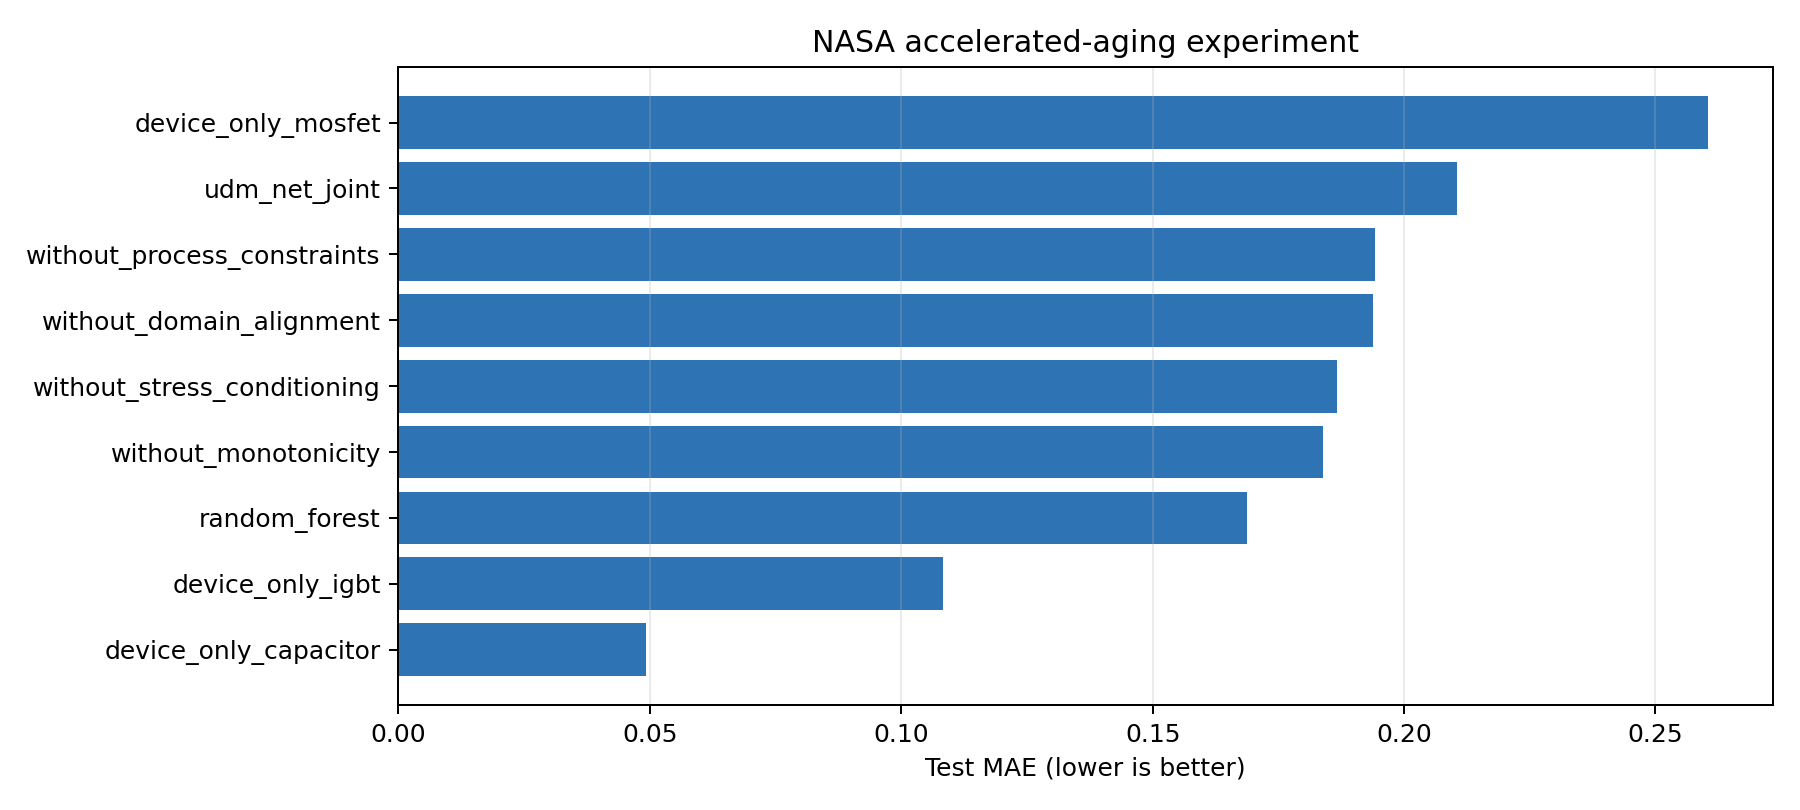 NASA accelerated-aging experiment
device_only_mosfet
udm_net_joint
without_process_constraints
without_domain_alignment
without_stress_conditioning
without_monotonicity
random_forest
device_only_igbt
device_only_capacitor
0.00 0.05 0.10 0.15 0.20 0.25
Test MAE (lower is better)